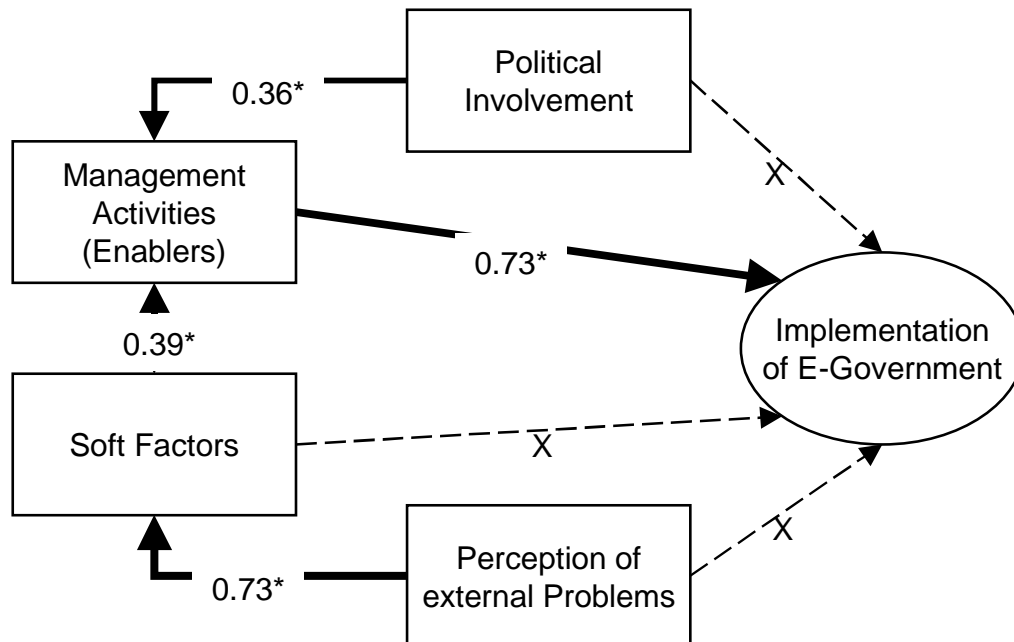 Political
Involvement
0.36*
Management
Activities
(Enablers)
X
0.73*
Implementation
of E-Government
0.39*
Soft Factors
X
Perception of
external Problems
X
0.73*